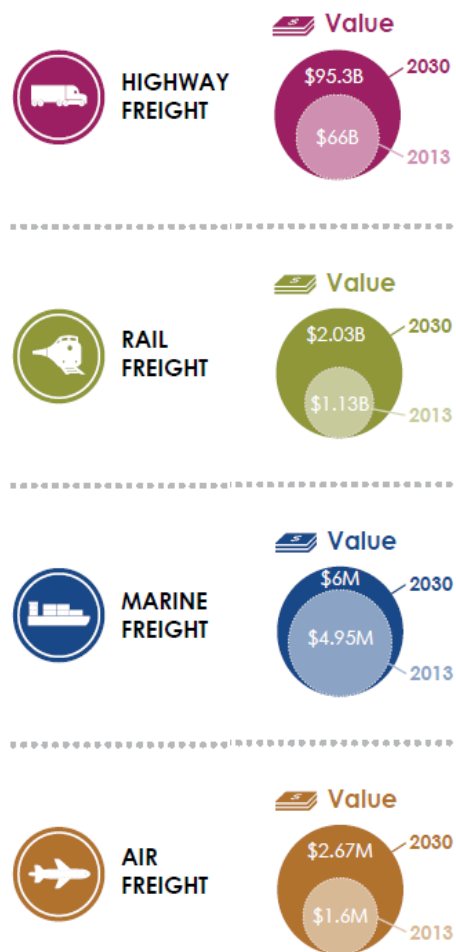 Value
HIGHWAY
FREIGHT
$95.3B
2030
$66B
2013
Value
RAIL
FREIGHT
$2.03B
2030
$1.13B
2013
Value
MARINE
FREIGHT
$6M
2030
$4.95M
2013
Value
AIR
FREIGHT
$2.67M
2030
$1.6M
2013